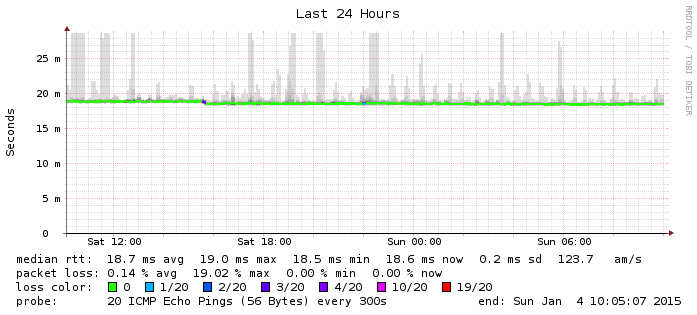 Last 24 Hours
RRDTOOL / TOBI OETIKER
Seconds
25 m
20 m
15 m
10 m
5 m
0
Sat 12:00 Sat 18:00 Sun 00:00 Sun 06:00
median rtt: 18.7 ms avg 19.0 ms max 18.5 ms min 18.6 ms now 0.2 ms sd 123.7 am/s
packet loss: 0.14 % avg 19.02 % max 0.00 % min 0.00 % now
loss color: 0 1/20 2/20 3/20 4/20 10/20 19/20
probe: 20 ICMP Echo Pings (56 Bytes) every 300s end: Sun Jan 4 10:05:07 2015